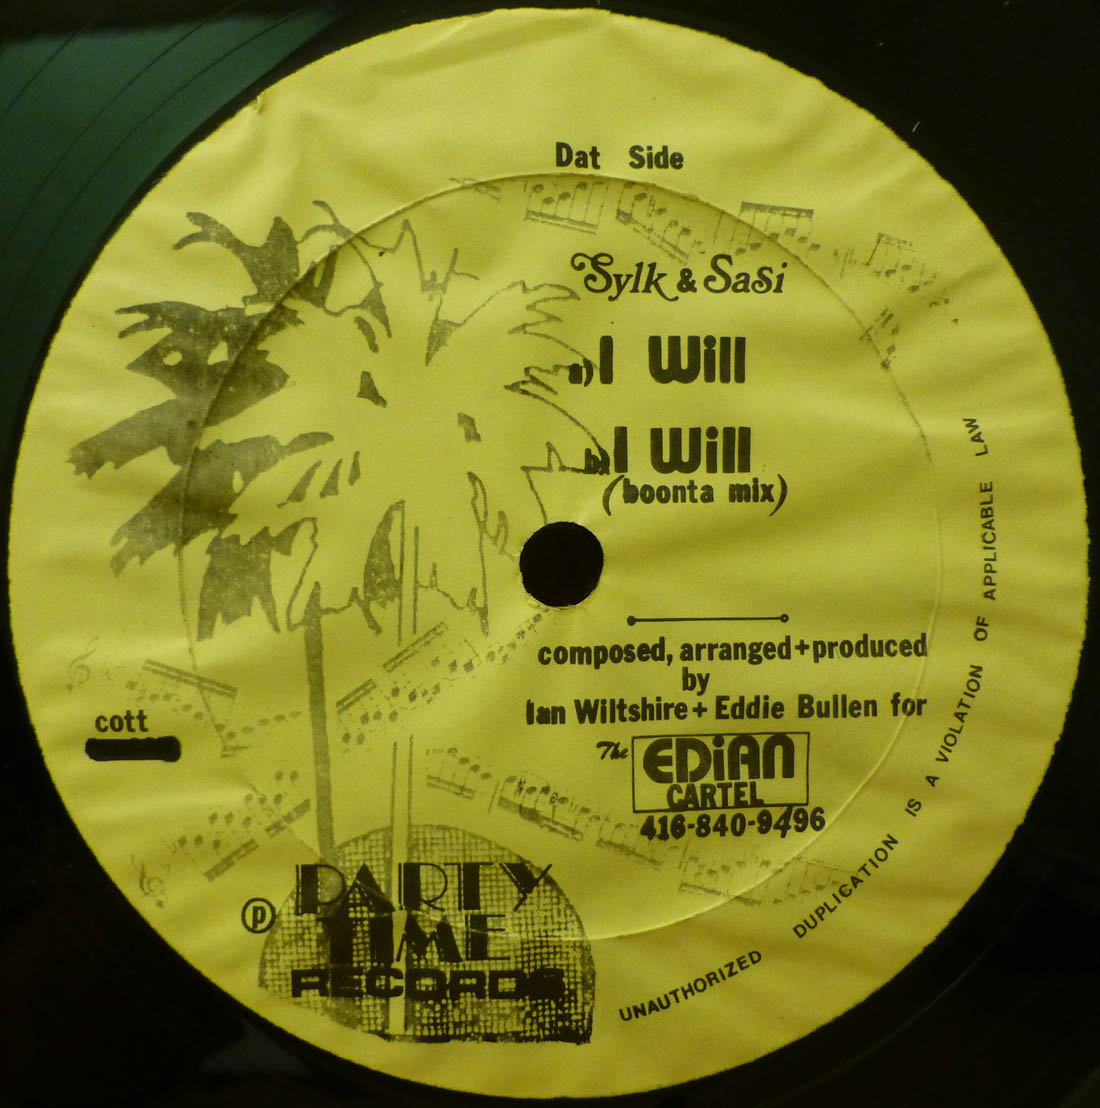 Dat Side
Sylk & Sasi
a) I Will
b) I Will
(boonta mix)
composed, arranged+produced
by
Ian Wiltshire + Eddie Bullen for
The EDiAN
CARTEL
416-840-9496
cott
℗ PARTY
TIME
RECORDS
UNAUTHORIZED DUPLICATION IS A VIOLATION OF APPLICABLE LAW